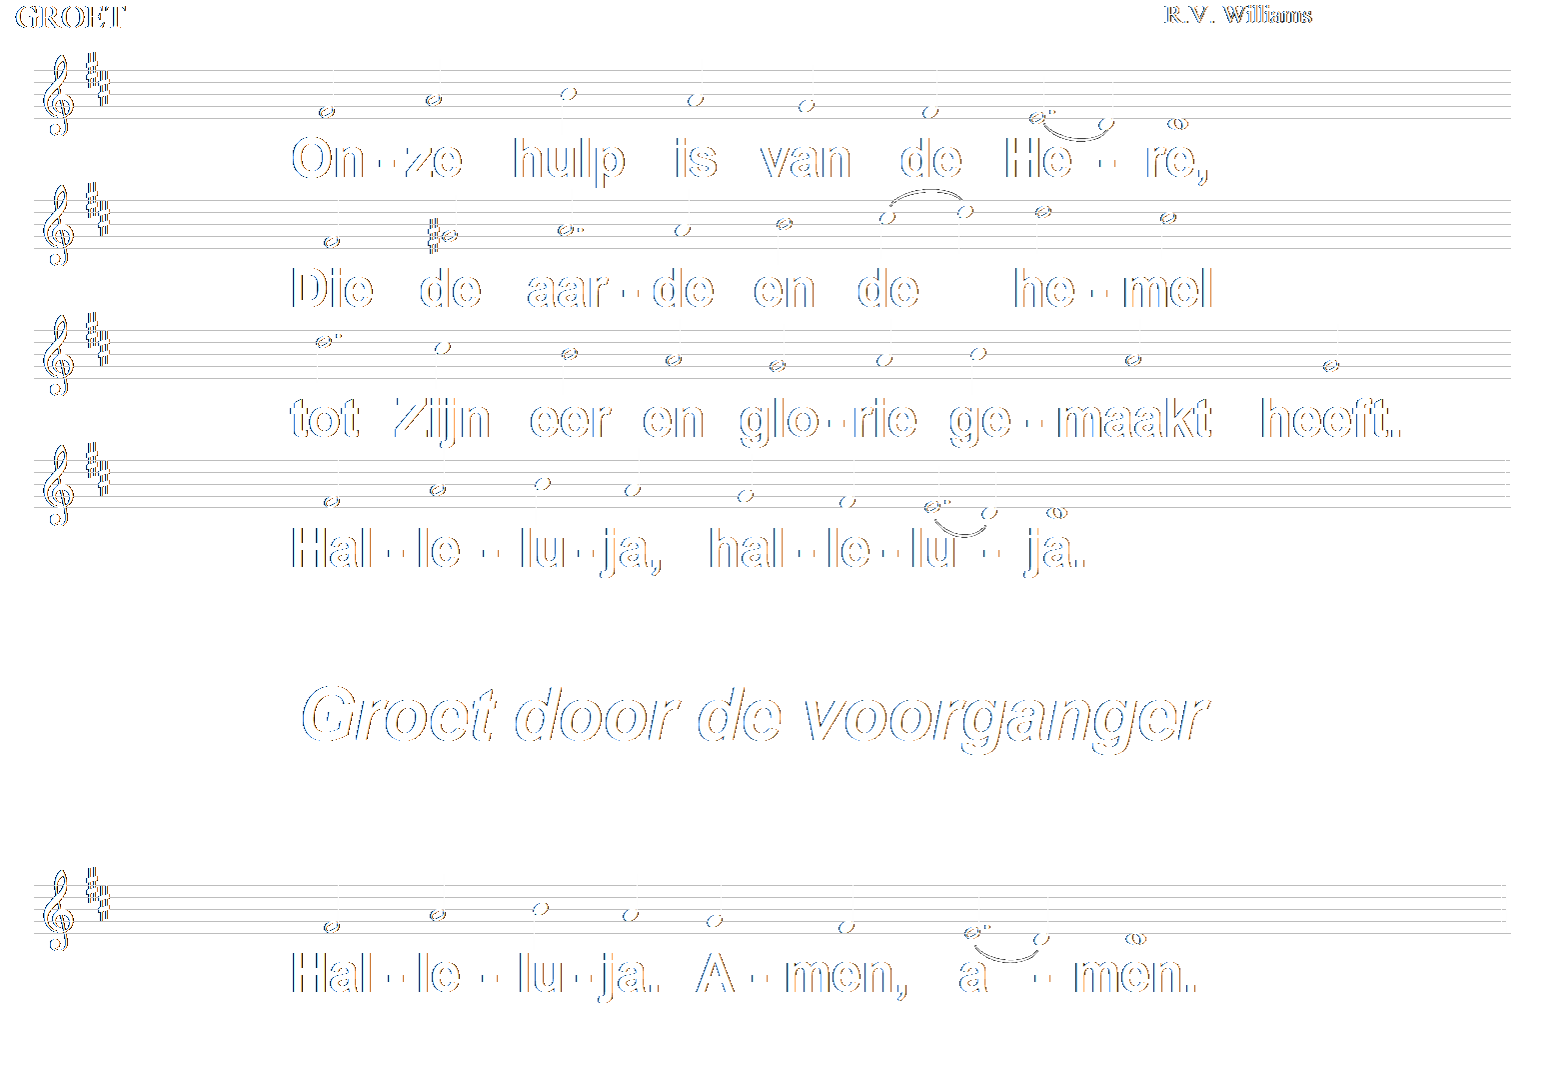 GROET R.V. Williams
On - ze hulp is van de He - re,
Die de aar - de en de he - mel
tot Zijn eer en glo - rie ge - maakt heeft.
Hal - le - lu - ja, hal - le - lu - ja.
Groet door de voorganger
Hal - le - lu - ja. A - men, a - men.